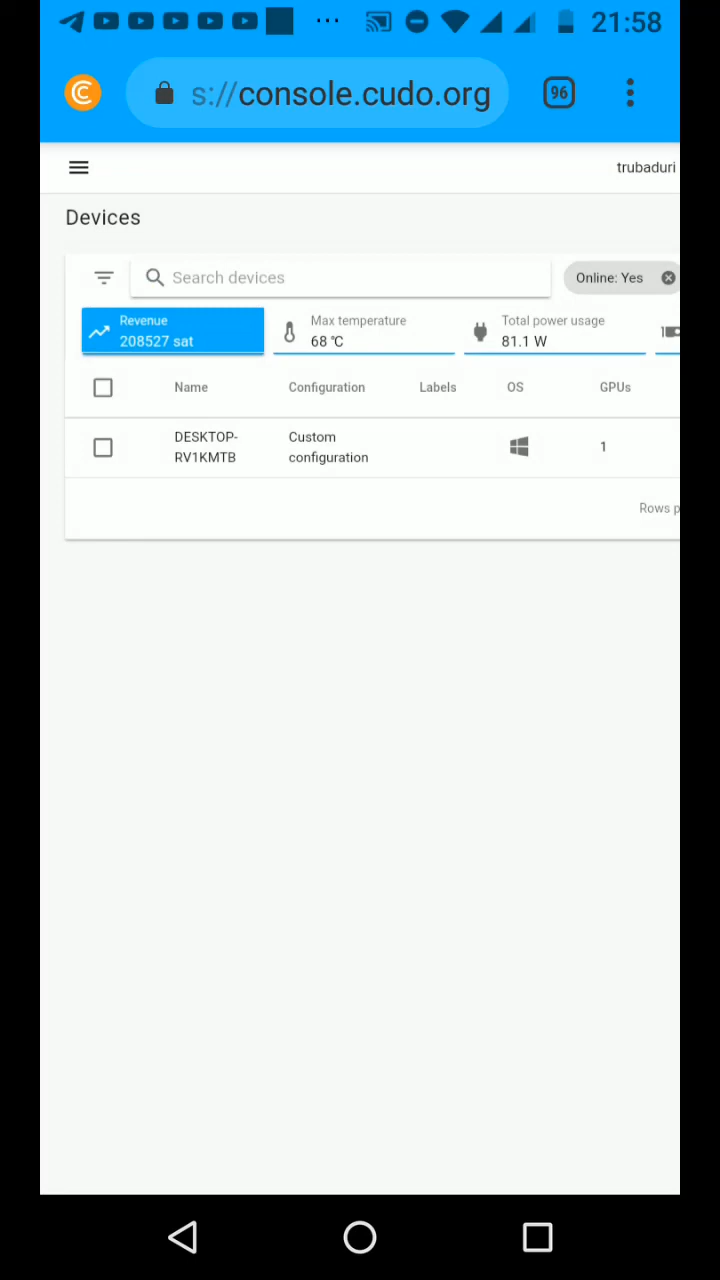 21:58
s://console.cudo.org
96
trubaduri
Devices
Search devices
Online: Yes
Revenue
208527 sat
Max temperature
68 °C
Total power usage
81.1 W
Name Configuration Labels OS GPUs
DESKTOP-
RV1KMTB
Custom
configuration
1
Rows p